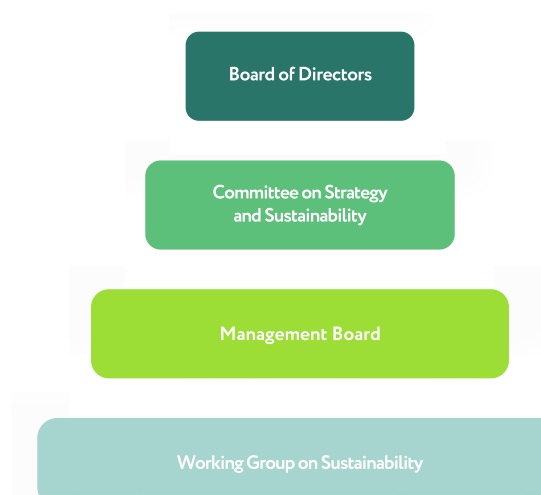 Board of Directors
Committee on Strategy
and Sustainability
Management Board
Working Group on Sustainability